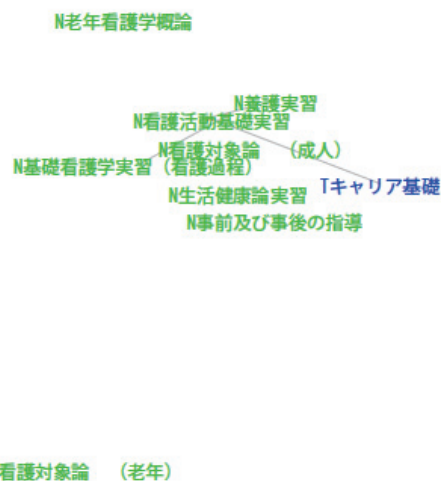 N老年看護学概論
N養護実習
N看護活動基礎実習
N看護対象論　（成人）
N基礎看護学実習（看護過程）
Tキャリア基礎
N生活健康論実習
N事前及び事後の指導
看護対象論　（老年）